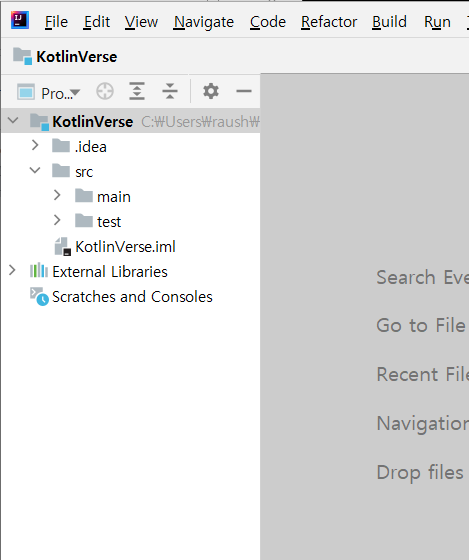 File Edit View Navigate Code Refactor Build Run
KotlinVerse
Pro...
KotlinVerse C:₩Users₩raush₩
.idea
src
main
test
KotlinVerse.iml
External Libraries
Scratches and Consoles
Search Eve
Go to File
Recent File
Navigation
Drop files